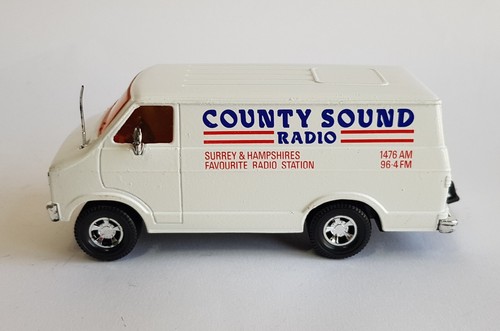 COUNTY SOUND
RADIO
SURREY & HAMPSHIRES 1476 AM
FAVOURITE RADIO STATION 96·4 FM